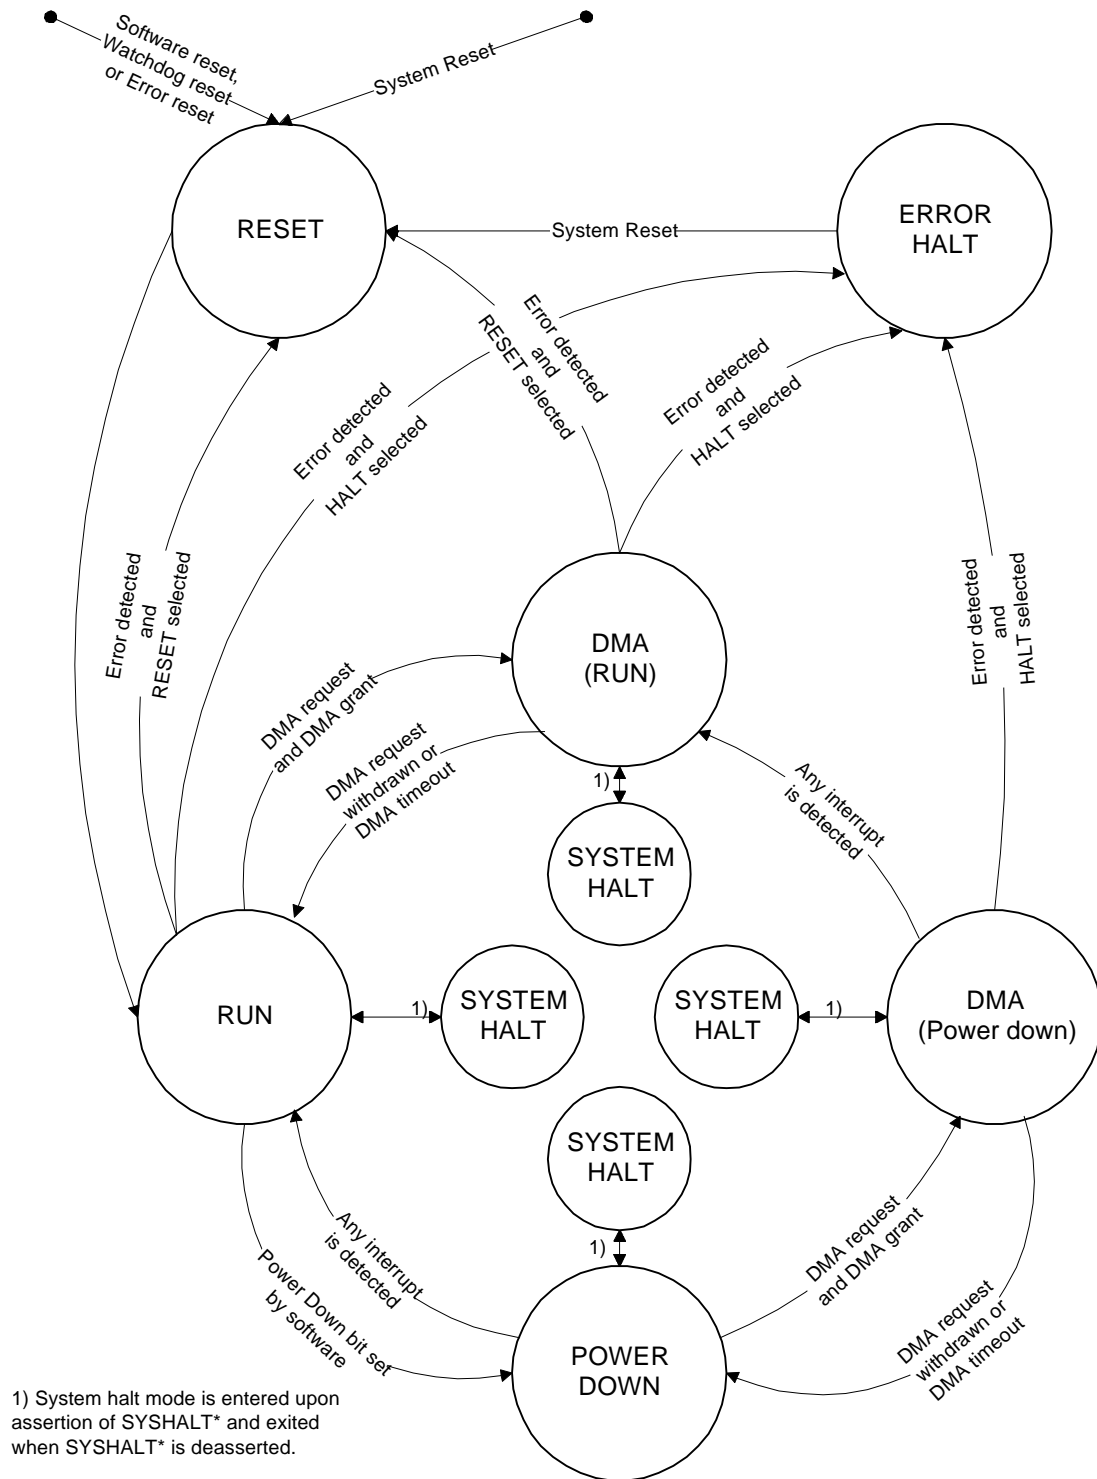 Software reset,
Watchdog reset
or Error reset
System Reset
RESET
ERROR
HALT
System Reset
Error detected
and
RESET selected
Error detected
and
HALT selected
Error detected
and
HALT selected
Error detected
and
RESET selected
Error detected
and
HALT selected
DMA
(RUN)
DMA request
and DMA grant
DMA request
withdrawn or
DMA timeout
1)
Any interrupt
is detected
SYSTEM
HALT
RUN
1)
SYSTEM
HALT
SYSTEM
HALT
1)
DMA
(Power down)
SYSTEM
HALT
1)
Any interrupt
is detected
Power Down bit set
by software
DMA request
and DMA grant
DMA request
withdrawn or
DMA timeout
POWER
DOWN
1) System halt mode is entered upon
assertion of SYSHALT* and exited
when SYSHALT* is deasserted.